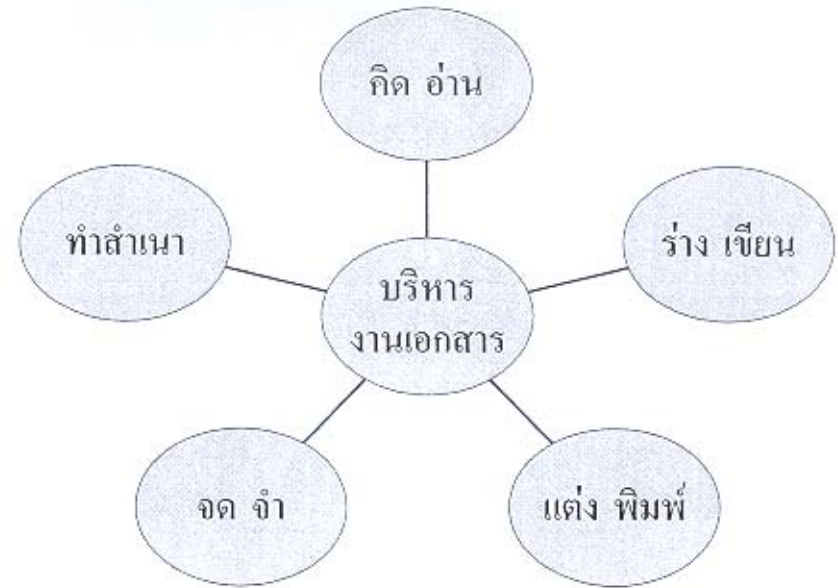 คิด อ่าน
ทำสำเนา
ร่าง เขียน
บริหาร
งานเอกสาร
จด จำ
แต่ง พิมพ์